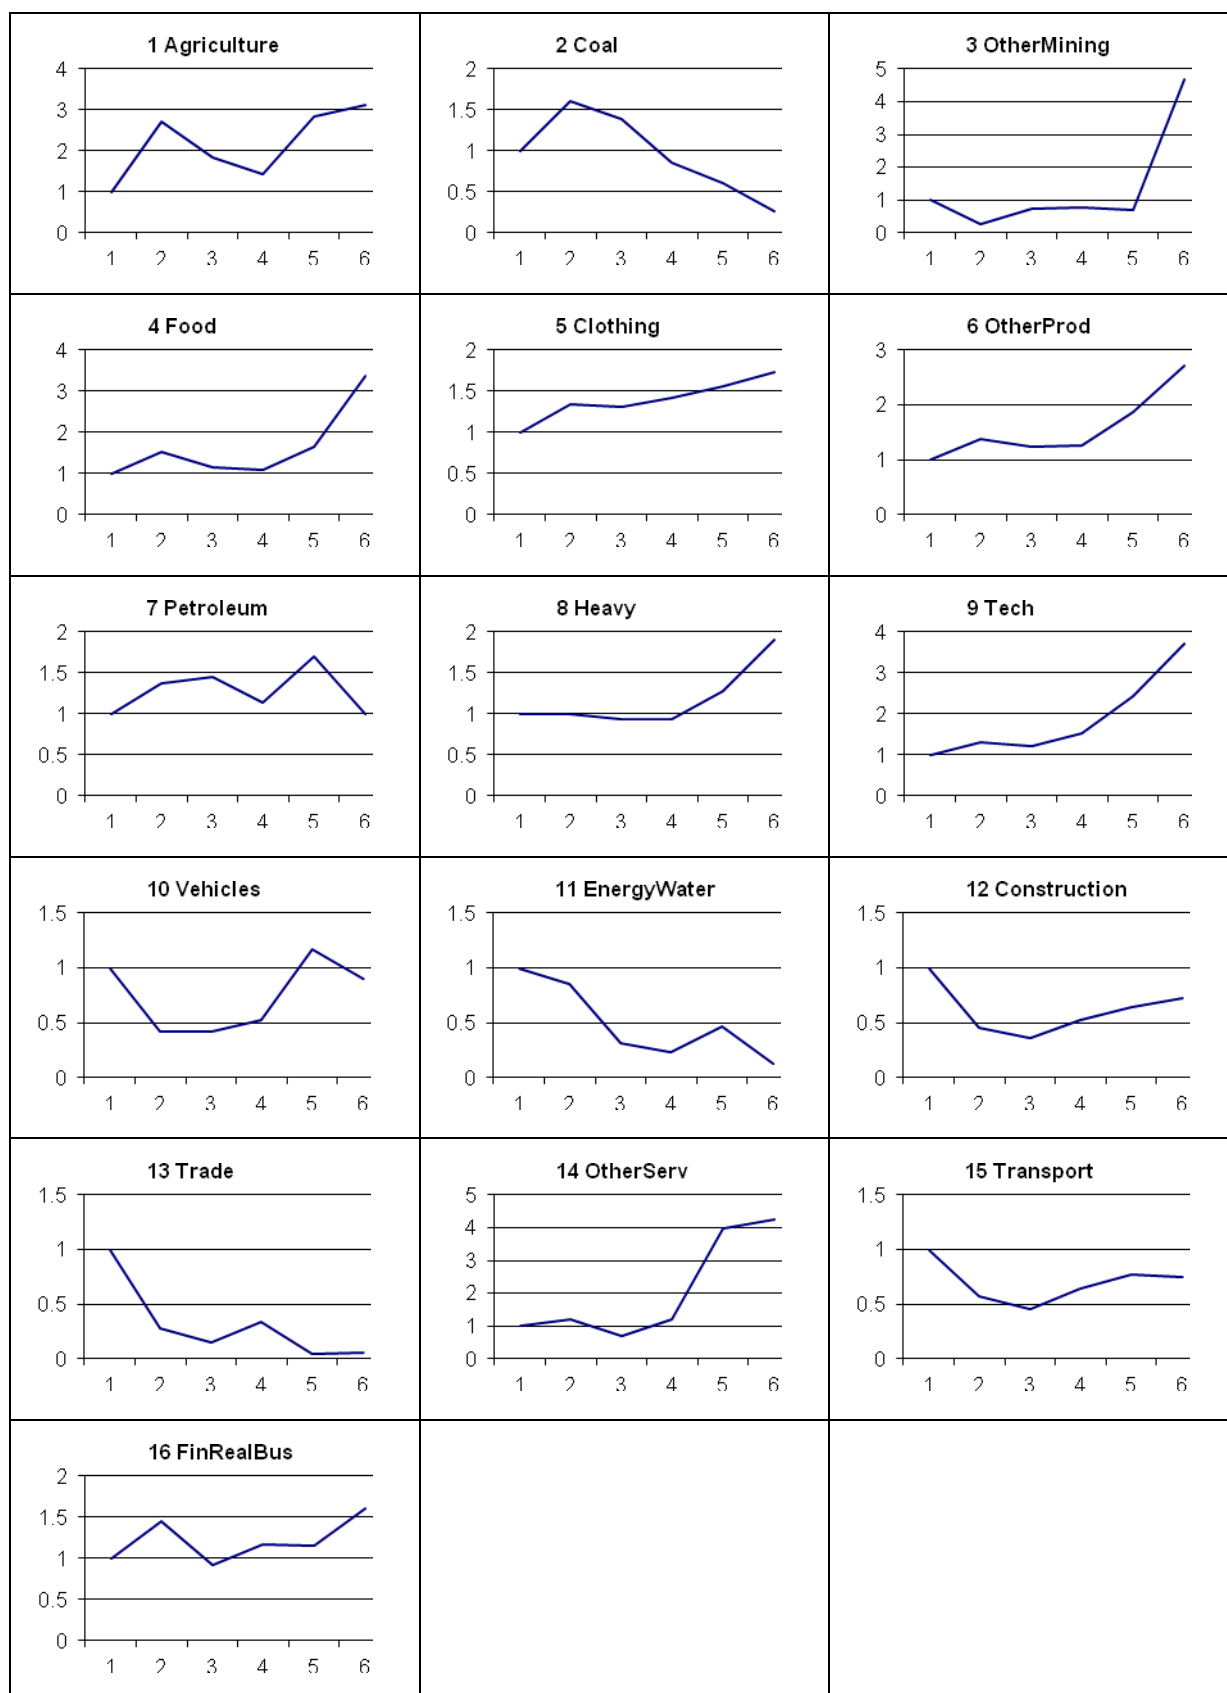 1 Agriculture
4
3
2
1
0
1 2 3 4 5 6
2 Coal
2
1.5
1
0.5
0
1 2 3 4 5 6
3 OtherMining
5
4
3
2
1
0
1 2 3 4 5 6
4 Food
4
3
2
1
0
1 2 3 4 5 6
5 Clothing
2
1.5
1
0.5
0
1 2 3 4 5 6
6 OtherProd
3
2
1
0
1 2 3 4 5 6
7 Petroleum
2
1.5
1
0.5
0
1 2 3 4 5 6
8 Heavy
2
1.5
1
0.5
0
1 2 3 4 5 6
9 Tech
4
3
2
1
0
1 2 3 4 5 6
10 Vehicles
1.5
1
0.5
0
1 2 3 4 5 6
11 EnergyWater
1.5
1
0.5
0
1 2 3 4 5 6
12 Construction
1.5
1
0.5
0
1 2 3 4 5 6
13 Trade
1.5
1
0.5
0
1 2 3 4 5 6
14 OtherServ
5
4
3
2
1
0
1 2 3 4 5 6
15 Transport
1.5
1
0.5
0
1 2 3 4 5 6
16 FinRealBus
2
1.5
1
0.5
0
1 2 3 4 5 6